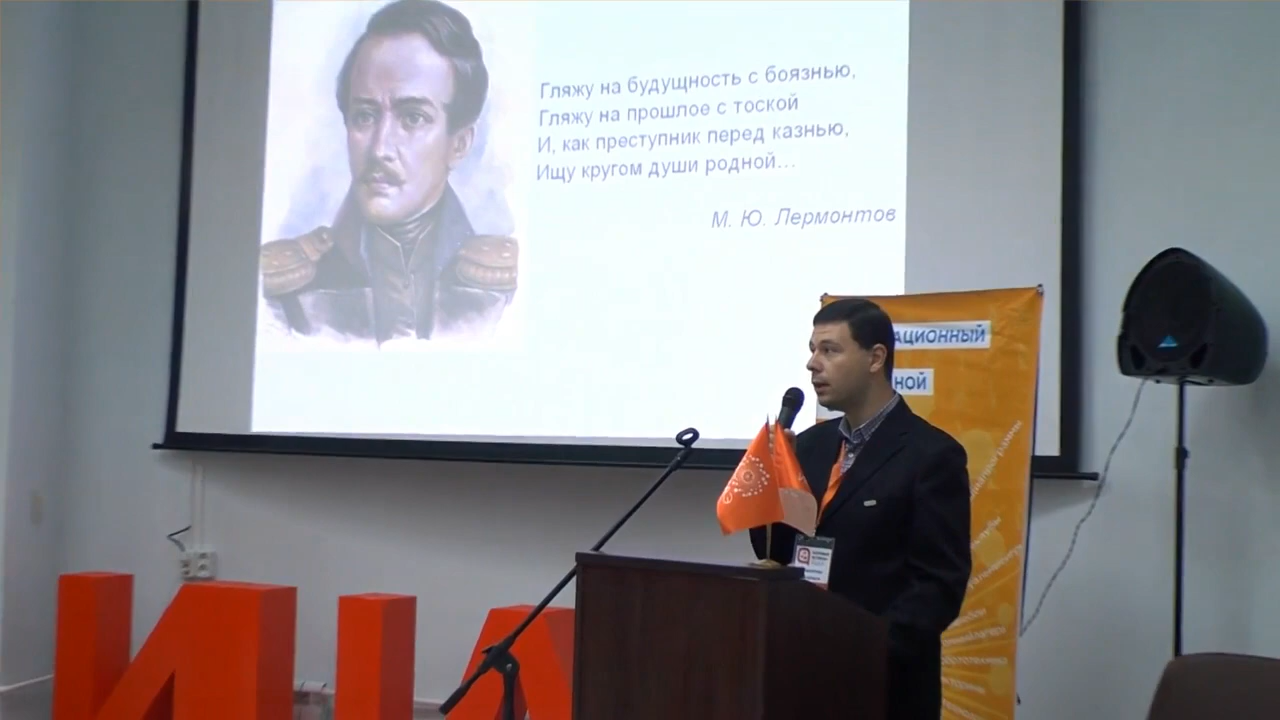 Гляжу на будущность с боязнью,
Гляжу на прошлое с тоской
И, как преступник перед казнью,
Ищу кругом души родной...
М. Ю. Лермонтов
АЦИОННЫЙ
НОЙ